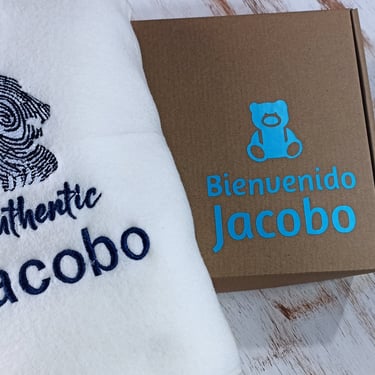 uthentic
acobo
Bienvenido
Jacobo